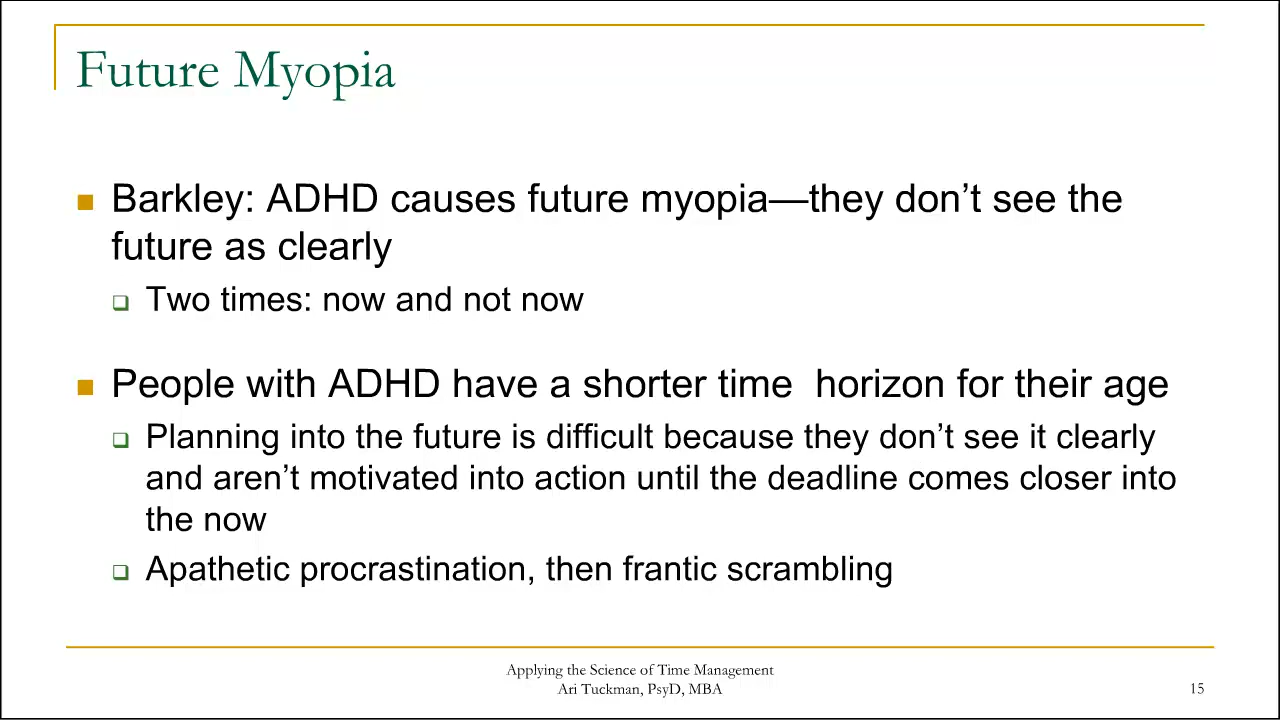 Future Myopia
Barkley: ADHD causes future myopia—they don’t see the
future as clearly
Two times: now and not now
People with ADHD have a shorter time  horizon for their age
Planning into the future is difficult because they don’t see it clearly
and aren’t motivated into action until the deadline comes closer into
the now
Apathetic procrastination, then frantic scrambling
Applying the Science of Time Management
Ari Tuckman, PsyD, MBA
15